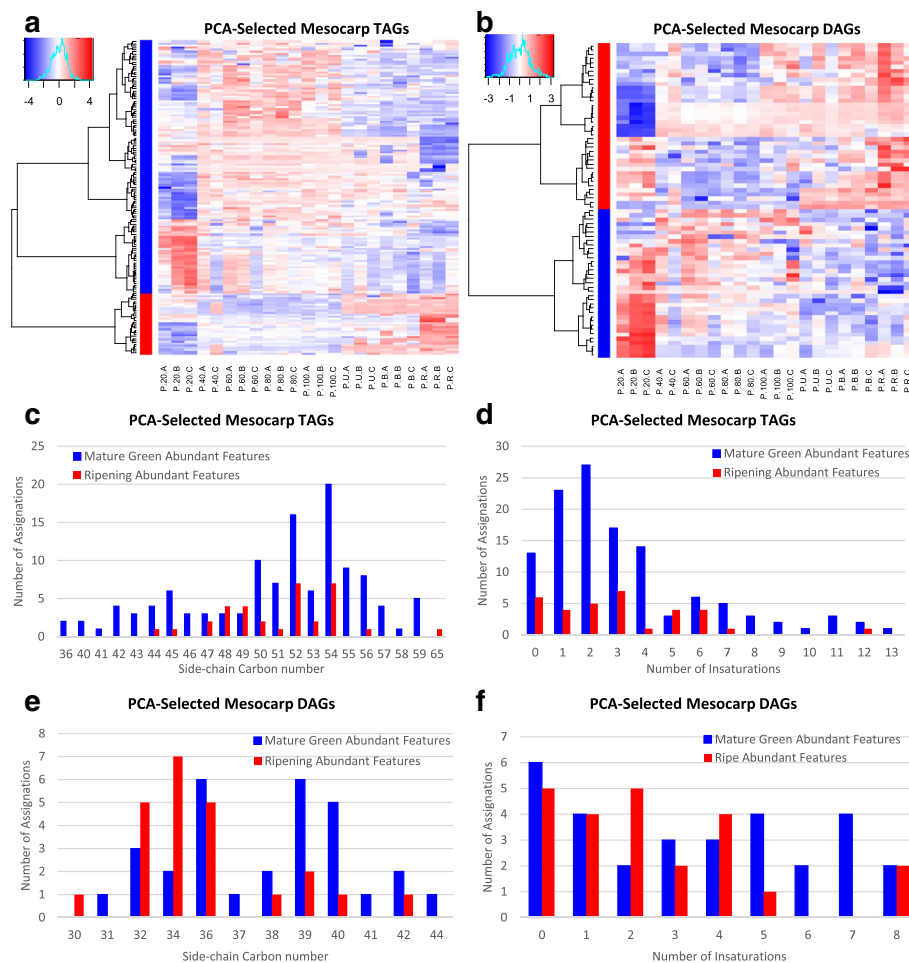 a
PCA-Selected Mesocarp TAGs
-4 0 4
P.20.A P.20.B P.20.C P.40.A P.40.C P.60.A P.60.B P.60.C P.80.A P.80.B P.80.C P.100.A P.100.B P.100.C P.U.A P.U.B P.U.C P.B.A P.B.B P.B.C P.R.A P.R.B P.R.C
b
PCA-Selected Mesocarp DAGs
-3 -1 1 3
P.20.A P.20.B P.20.C P.40.A P.40.C P.60.A P.60.B P.60.C P.80.A P.80.B P.80.C P.100.A P.100.B P.100.C P.U.A P.U.B P.U.C P.B.A P.B.B P.B.C P.R.A P.R.B P.R.C
c
PCA-Selected Mesocarp TAGs
Mature Green Abundant Features
Ripening Abundant Features
Number of Assignations
25
20
15
10
5
0
36 40 41 42 43 44 45 46 47 48 49 50 51 52 53 54 55 56 57 58 59 65
Side-chain Carbon number
d
PCA-Selected Mesocarp TAGs
Mature Green Abundant Features
Ripening Abundant Features
Number of Assignations
30
25
20
15
10
5
0
0 1 2 3 4 5 6 7 8 9 10 11 12 13
Number of Insaturations
e
PCA-Selected Mesocarp DAGs
Mature Green Abundant Features
Ripening Abundant Features
Number of Assignations
8
7
6
5
4
3
2
1
0
30 31 32 34 36 37 38 39 40 41 42 44
Side-chain Carbon number
f
PCA-Selected Mesocarp DAGs
Mature Green Abundant Features
Ripe Abundant Features
Number of Assignations
7
6
5
4
3
2
1
0
0 1 2 3 4 5 6 7 8
Number of Insaturations